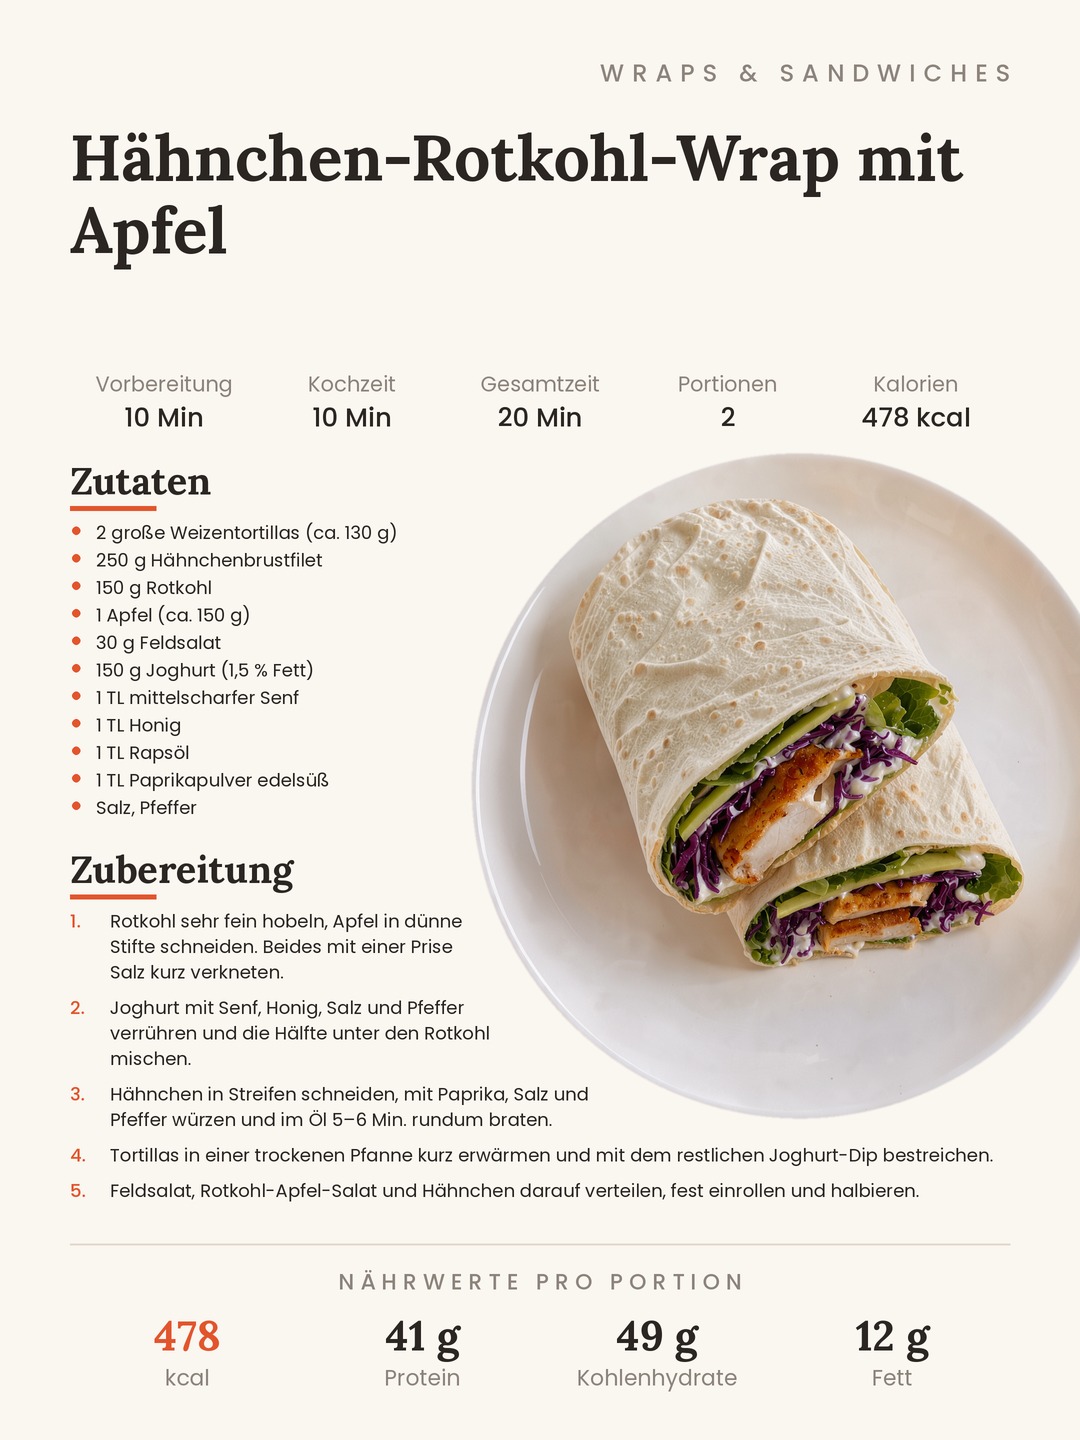 WRAPS & SANDWICHES
Hähnchen-Rotkohl-Wrap mit
Apfel
Vorbereitung Kochzeit Gesamtzeit Portionen Kalorien
10 Min 10 Min 20 Min 2 478 kcal
Zutaten
• 2 große Weizentortillas (ca. 130 g)
• 250 g Hähnchenbrustfilet
• 150 g Rotkohl
• 1 Apfel (ca. 150 g)
• 30 g Feldsalat
• 150 g Joghurt (1,5 % Fett)
• 1 TL mittelscharfer Senf
• 1 TL Honig
• 1 TL Rapsöl
• 1 TL Paprikapulver edelsüß
• Salz, Pfeffer
Zubereitung
1. Rotkohl sehr fein hobeln, Apfel in dünne
Stifte schneiden. Beides mit einer Prise
Salz kurz verkneten.
2. Joghurt mit Senf, Honig, Salz und Pfeffer
verrühren und die Hälfte unter den Rotkohl
mischen.
3. Hähnchen in Streifen schneiden, mit Paprika, Salz und
Pfeffer würzen und im Öl 5–6 Min. rundum braten.
4. Tortillas in einer trockenen Pfanne kurz erwärmen und mit dem restlichen Joghurt-Dip bestreichen.
5. Feldsalat, Rotkohl-Apfel-Salat und Hähnchen darauf verteilen, fest einrollen und halbieren.
NÄHRWERTE PRO PORTION
478 41 g 49 g 12 g
kcal Protein Kohlenhydrate Fett